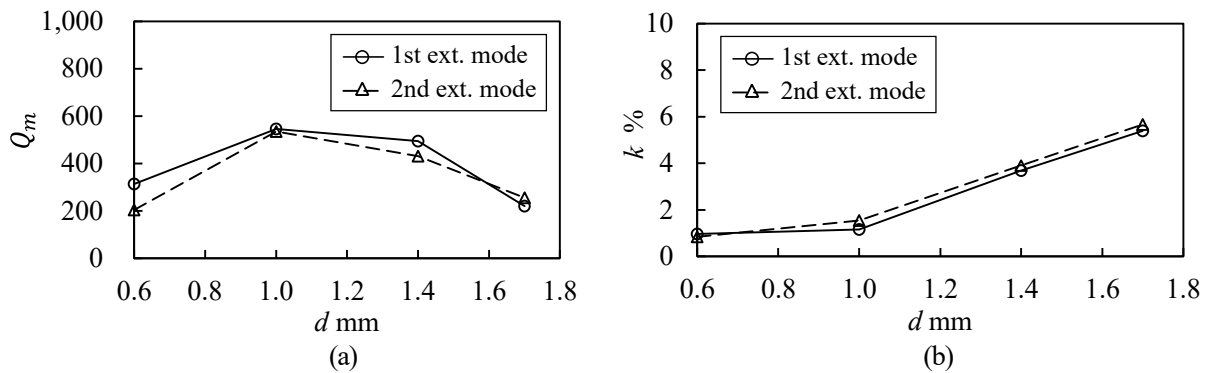 1,000
800
600
400
200
0
Qm
1st ext. mode
2nd ext. mode
0.6 0.8 1.0 1.2 1.4 1.6 1.8
d mm
(a)
10
8
6
4
2
0
k %
1st ext. mode
2nd ext. mode
0.6 0.8 1.0 1.2 1.4 1.6 1.8
d mm
(b)